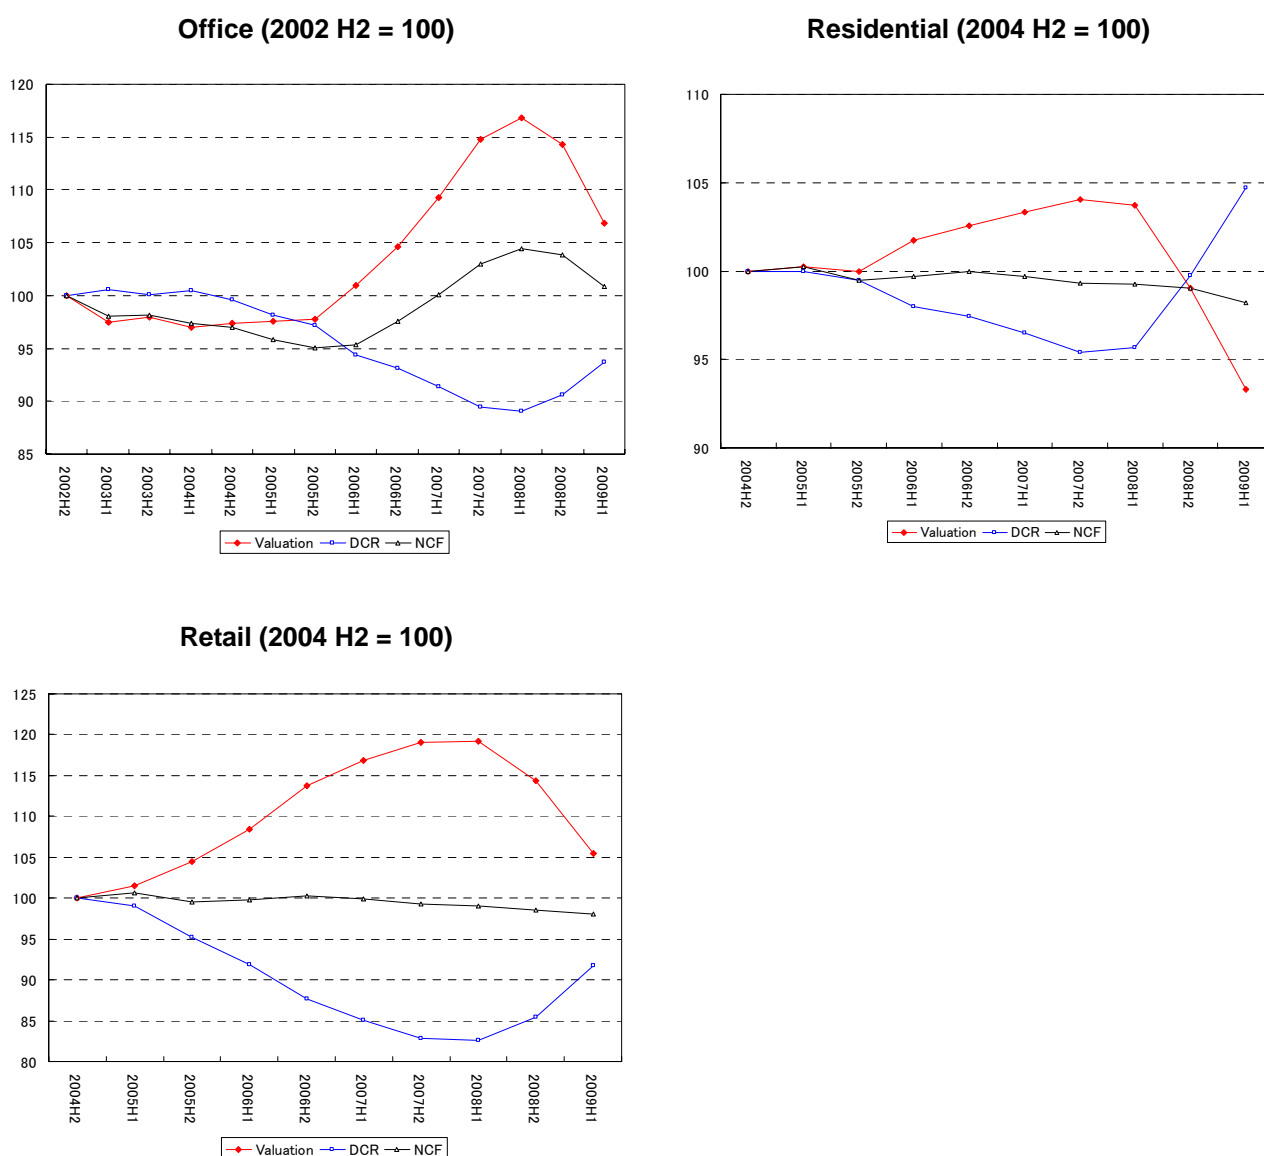 Office (2002 H2 = 100)
120
115
110
105
100
95
90
85
2002H2
2003H1
2003H2
2004H1
2004H2
2005H1
2005H2
2006H1
2006H2
2007H1
2007H2
2008H1
2008H2
2009H1
Valuation DCR NCF
Residential (2004 H2 = 100)
110
105
100
95
90
2004H2
2005H1
2005H2
2006H1
2006H2
2007H1
2007H2
2008H1
2008H2
2009H1
Valuation DCR NCF
Retail (2004 H2 = 100)
125
120
115
110
105
100
95
90
85
80
2004H2
2005H1
2005H2
2006H1
2006H2
2007H1
2007H2
2008H1
2008H2
2009H1
Valuation DCR NCF